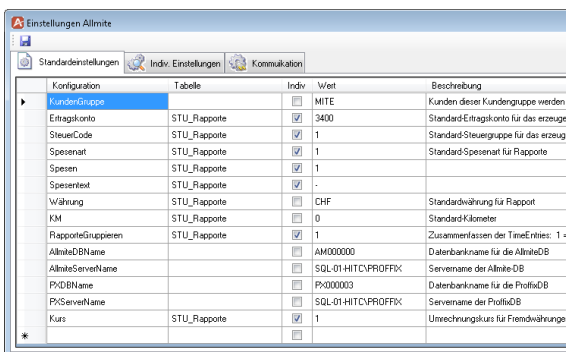 Einstellungen Allmite
Standardeinstellungen Indiv. Einstellungen Kommuikation
Konfiguration Tabelle Indiv Wert Beschreibung
KundenGruppe MITE Kunden dieser Kundengruppe werden
Ertragskonto STU_Rapporte 3400 Standard-Ertragskonto für das erzeuge
SteuerCode STU_Rapporte 1 Standard-Steuergruppe für das erzeug
Spesenart STU_Rapporte 1 Standard-Spesenart für Rapporte
Spesen STU_Rapporte 1
Spesentext STU_Rapporte -
Währung STU_Rapporte CHF Standardwährung für Rapport
KM STU_Rapporte 0 Standard-Kilometer
RapporteGruppieren STU_Rapporte 1 Zusammenfassen der TimeEntries: 1 =
AllmiteDBName AM000000 Datenbankname für die AllmiteDB
AllmiteServerName SQL-01-HITC\PROFFIX Servername der Allmite-DB
PXDBName PX000003 Datenbankname für die ProffixDB
PXServerName SQL-01-HITC\PROFFIX Servername der ProffixDB
Kurs STU_Rapporte 1 Umrechnungskurs für Fremdwährunge